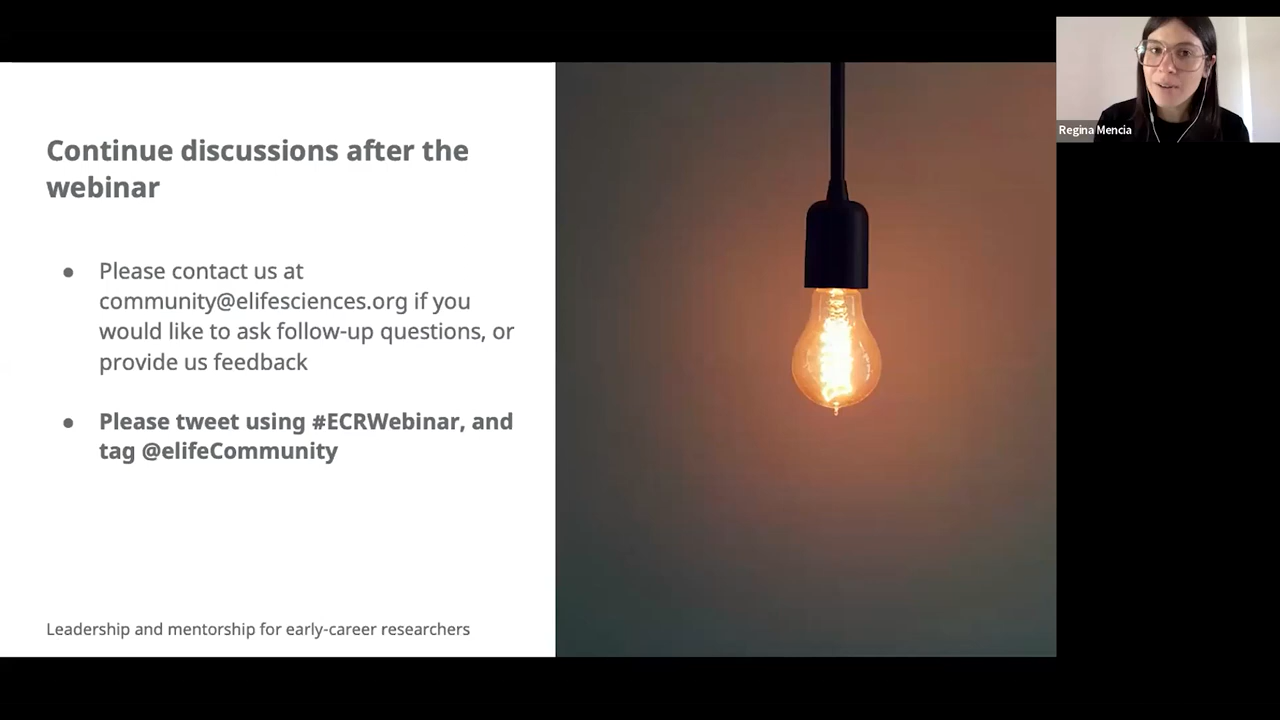 Continue discussions after the
webinar
● Please contact us at
community@elifesciences.org if you
would like to ask follow-up questions, or
provide us feedback
● Please tweet using #ECRWebinar, and
tag @elifeCommunity
Leadership and mentorship for early-career researchers
Regina Mencia